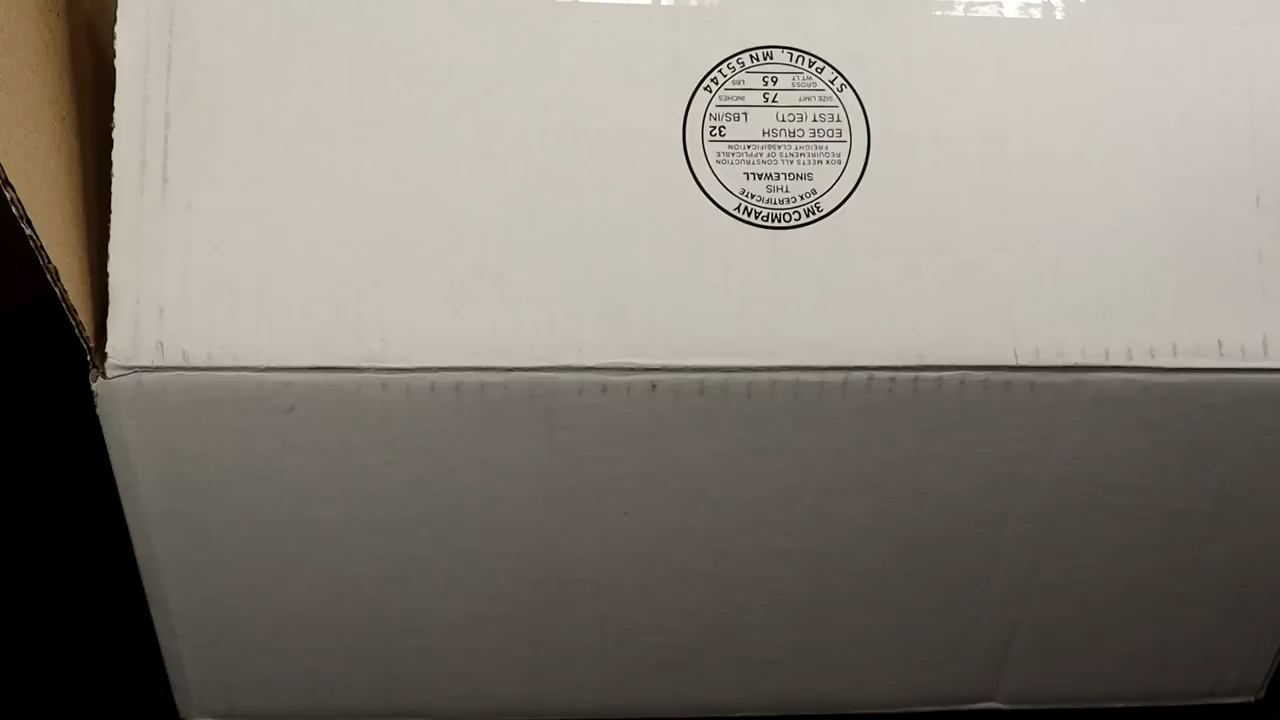 3M COMPANY
BOX CERTIFICATE
THIS
SINGLEWALL
BOX MEETS ALL CONSTRUCTION
REQUIREMENTS OF APPLICABLE
FREIGHT CLASSIFICATION
EDGE CRUSH 32
TEST (ECT) LBS/IN
SIZE LIMIT 75 INCHES
GROSS WT LT 65 LBS
ST. PAUL, MN 55144